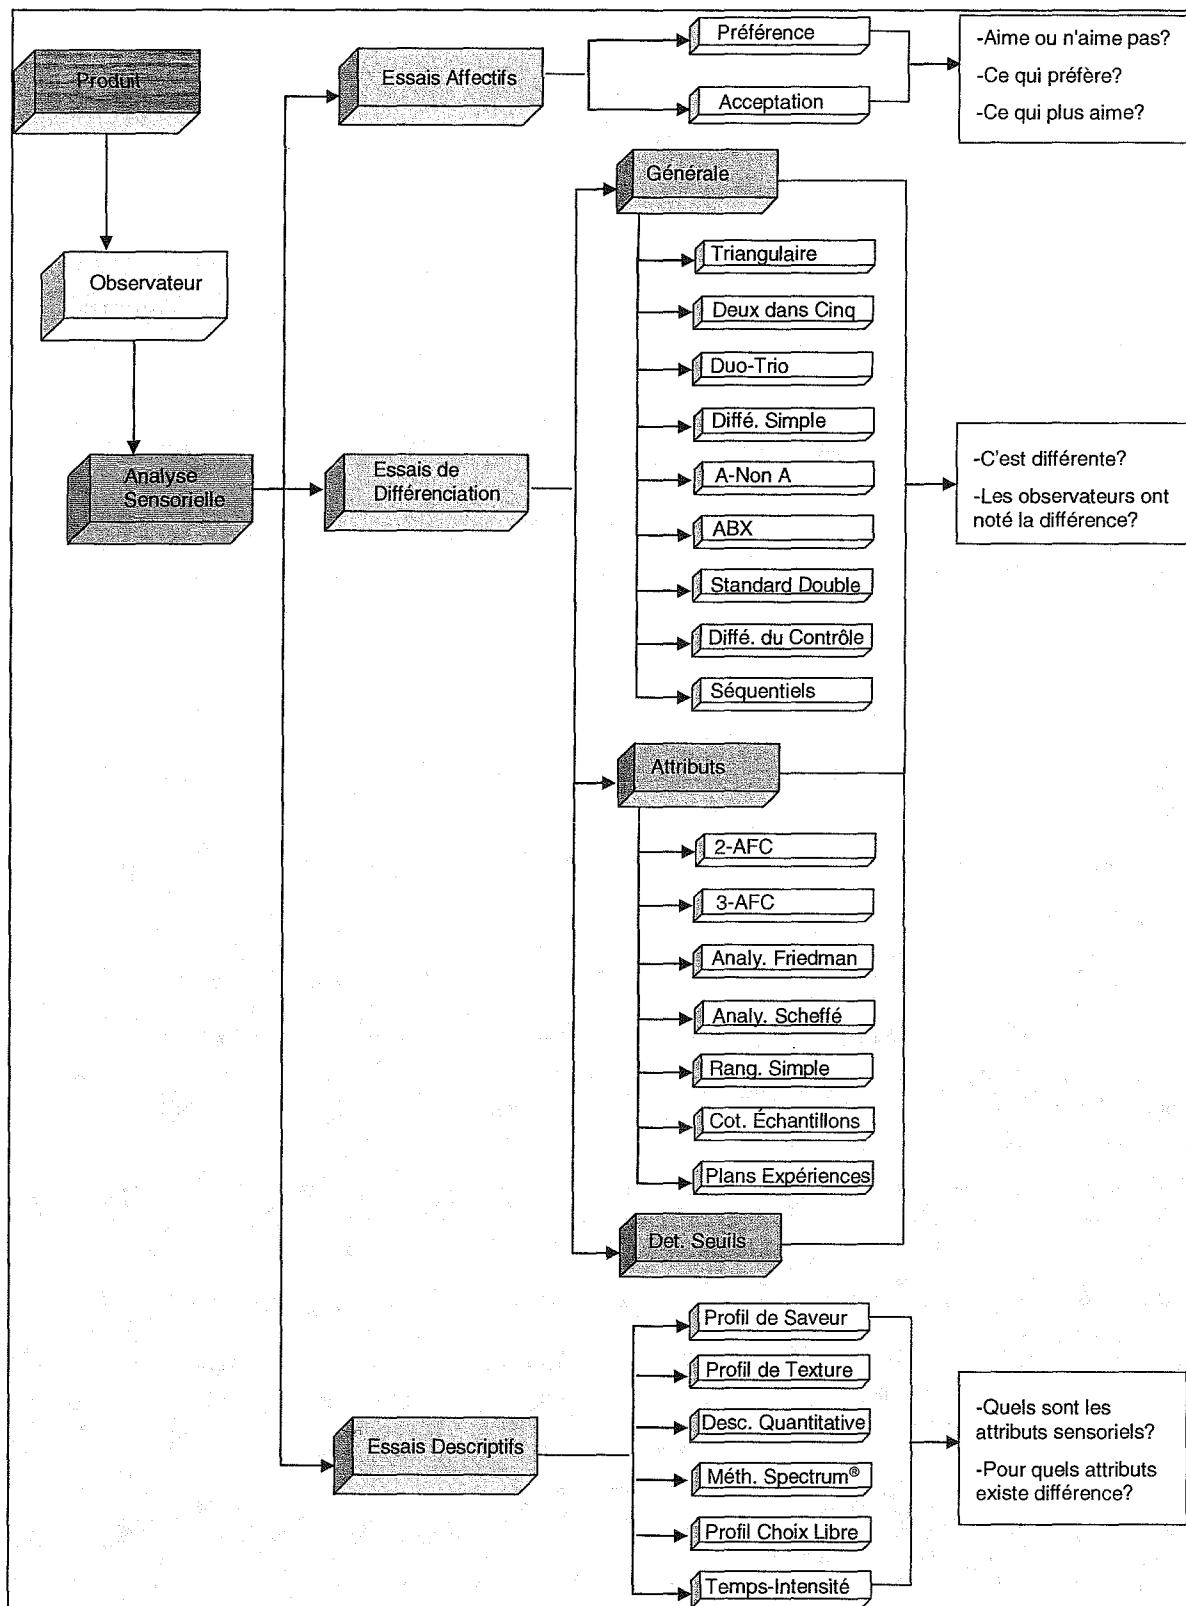 Produit
Observateur
Analyse
Sensorielle
Essais Affectifs
Préférence
Acceptation
-Aime ou n'aime pas?
-Ce qui préfère?
-Ce qui plus aime?
Essais de
Différenciation
Générale
Triangulaire
Deux dans Cinq
Duo-Trio
Diffé. Simple
A-Non A
ABX
Standard Double
Diffé. du Contrôle
Séquentiels
Attributs
2-AFC
3-AFC
Analy. Friedman
Analy. Scheffé
Rang. Simple
Cot. Échantillons
Plans Expériences
Det. Seuils
-C'est différente?
-Les observateurs ont
noté la différence?
Essais Descriptifs
Profil de Saveur
Profil de Texture
Desc. Quantitative
Méth. Spectrum®
Profil Choix Libre
Temps-Intensité
-Quels sont les
attributs sensoriels?
-Pour quels attributs
existe différence?